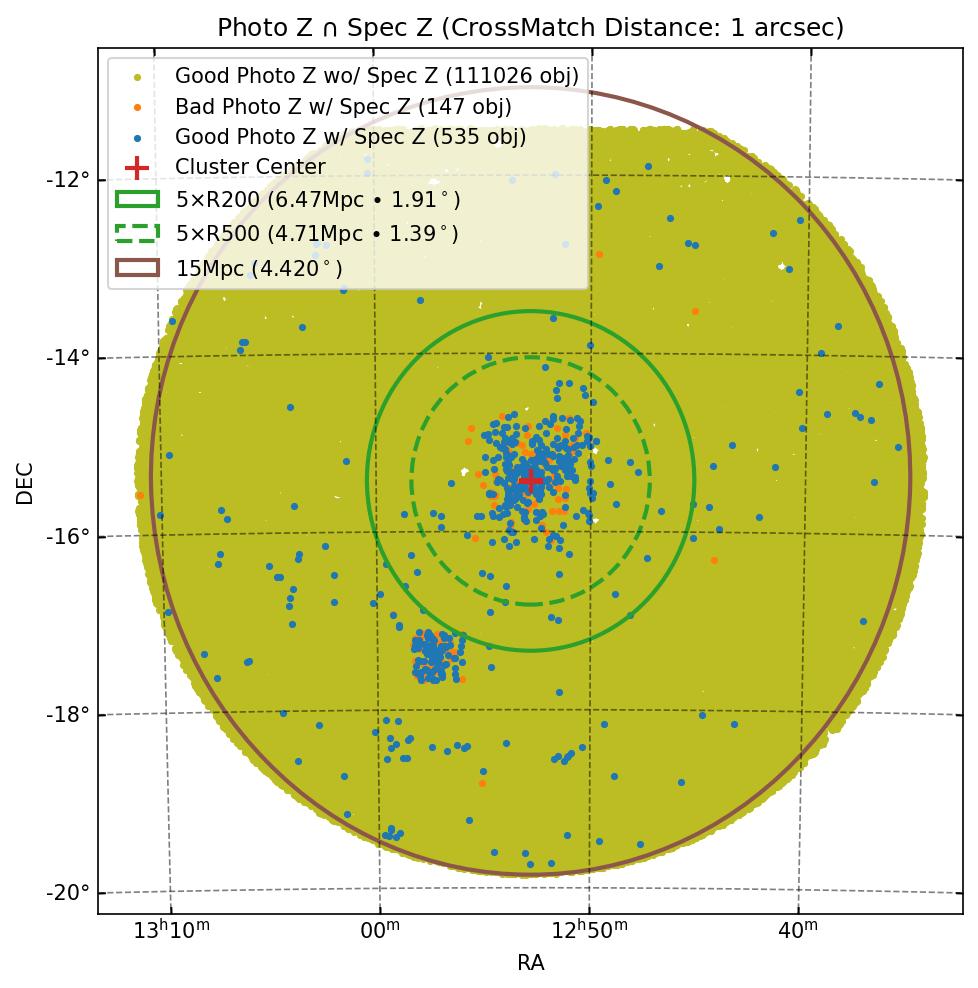 Photo Z ∩ Spec Z (CrossMatch Distance: 1 arcsec)
Good Photo Z wo/ Spec Z (111026 obj)
Bad Photo Z w/ Spec Z (147 obj)
Good Photo Z w/ Spec Z (535 obj)
Cluster Center
5×R200 (6.47Mpc • 1.91°)
5×R500 (4.71Mpc • 1.39°)
15Mpc (4.420°)
-12°
-14°
-16°
-18°
-20°
DEC
13h10m 00m 12h50m 40m
RA